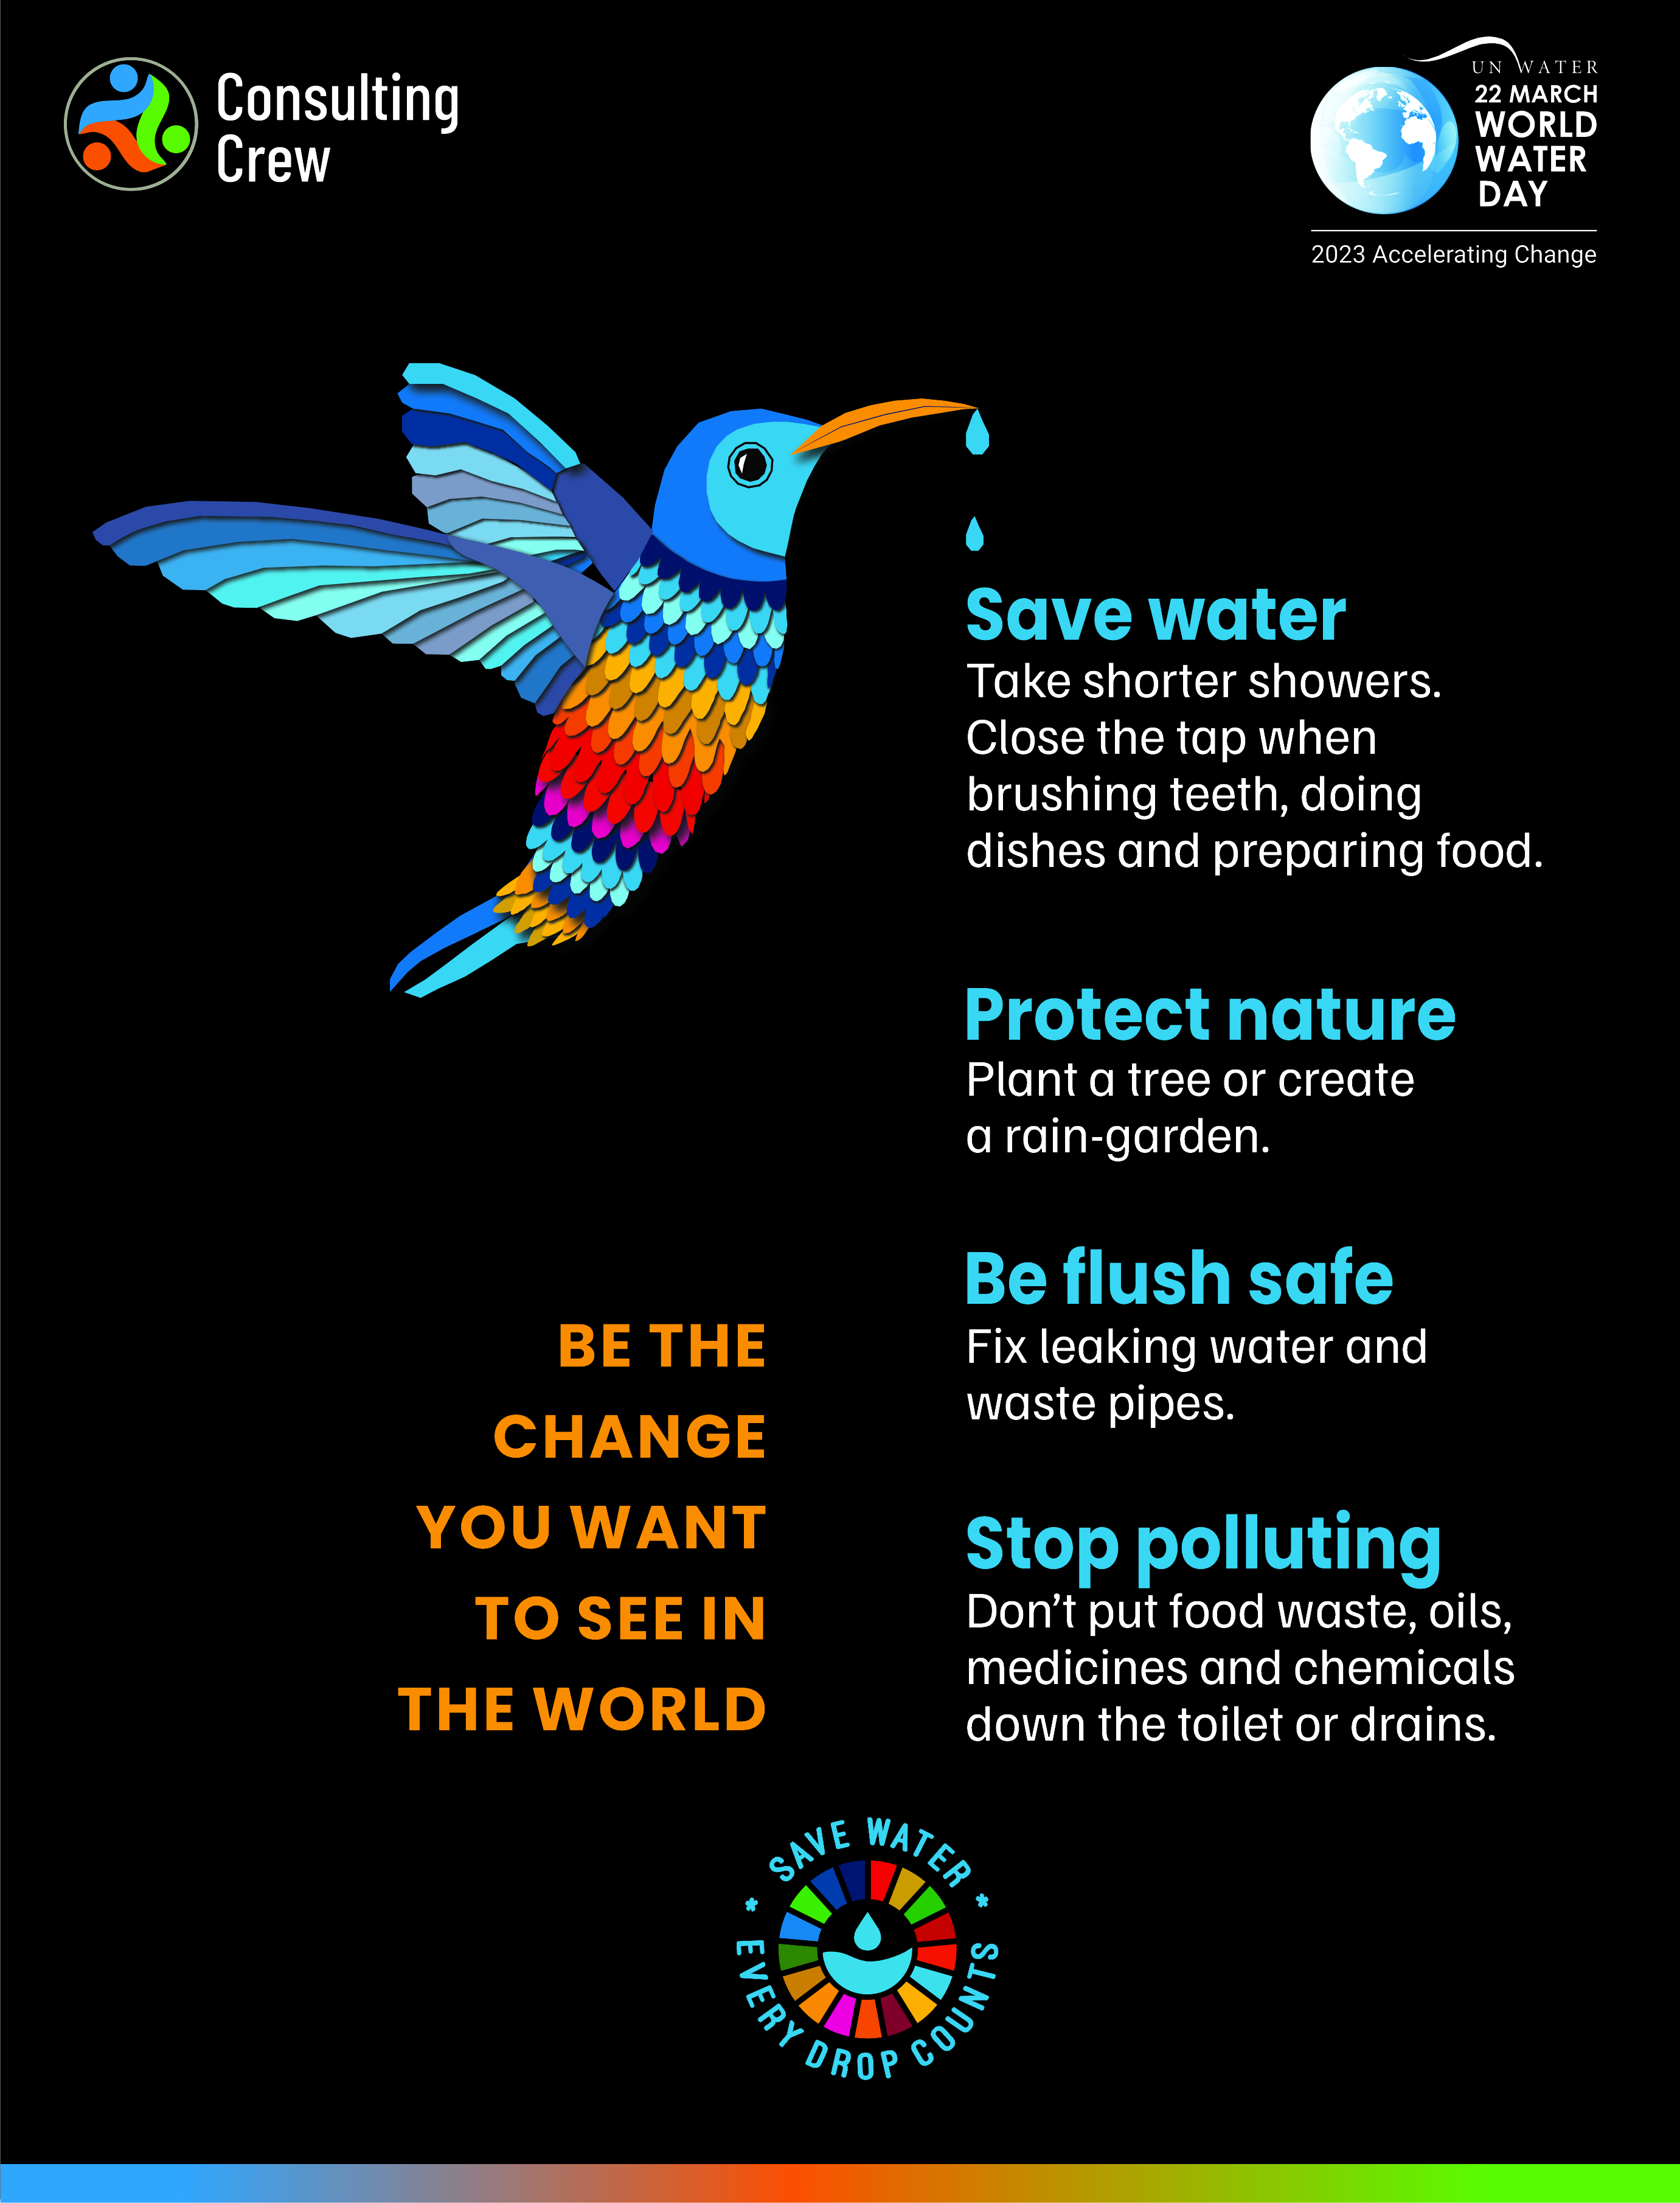 Consulting
Crew
UN WATER
22 MARCH
WORLD
WATER
DAY
2023 Accelerating Change
Save water
Take shorter showers.
Close the tap when
brushing teeth, doing
dishes and preparing food.
Protect nature
Plant a tree or create
a rain-garden.
Be flush safe
Fix leaking water and
waste pipes.
Stop polluting
Don’t put food waste, oils,
medicines and chemicals
down the toilet or drains.
BE THE
CHANGE
YOU WANT
TO SEE IN
THE WORLD
* SAVE WATER *
EVERY DROP COUNTS